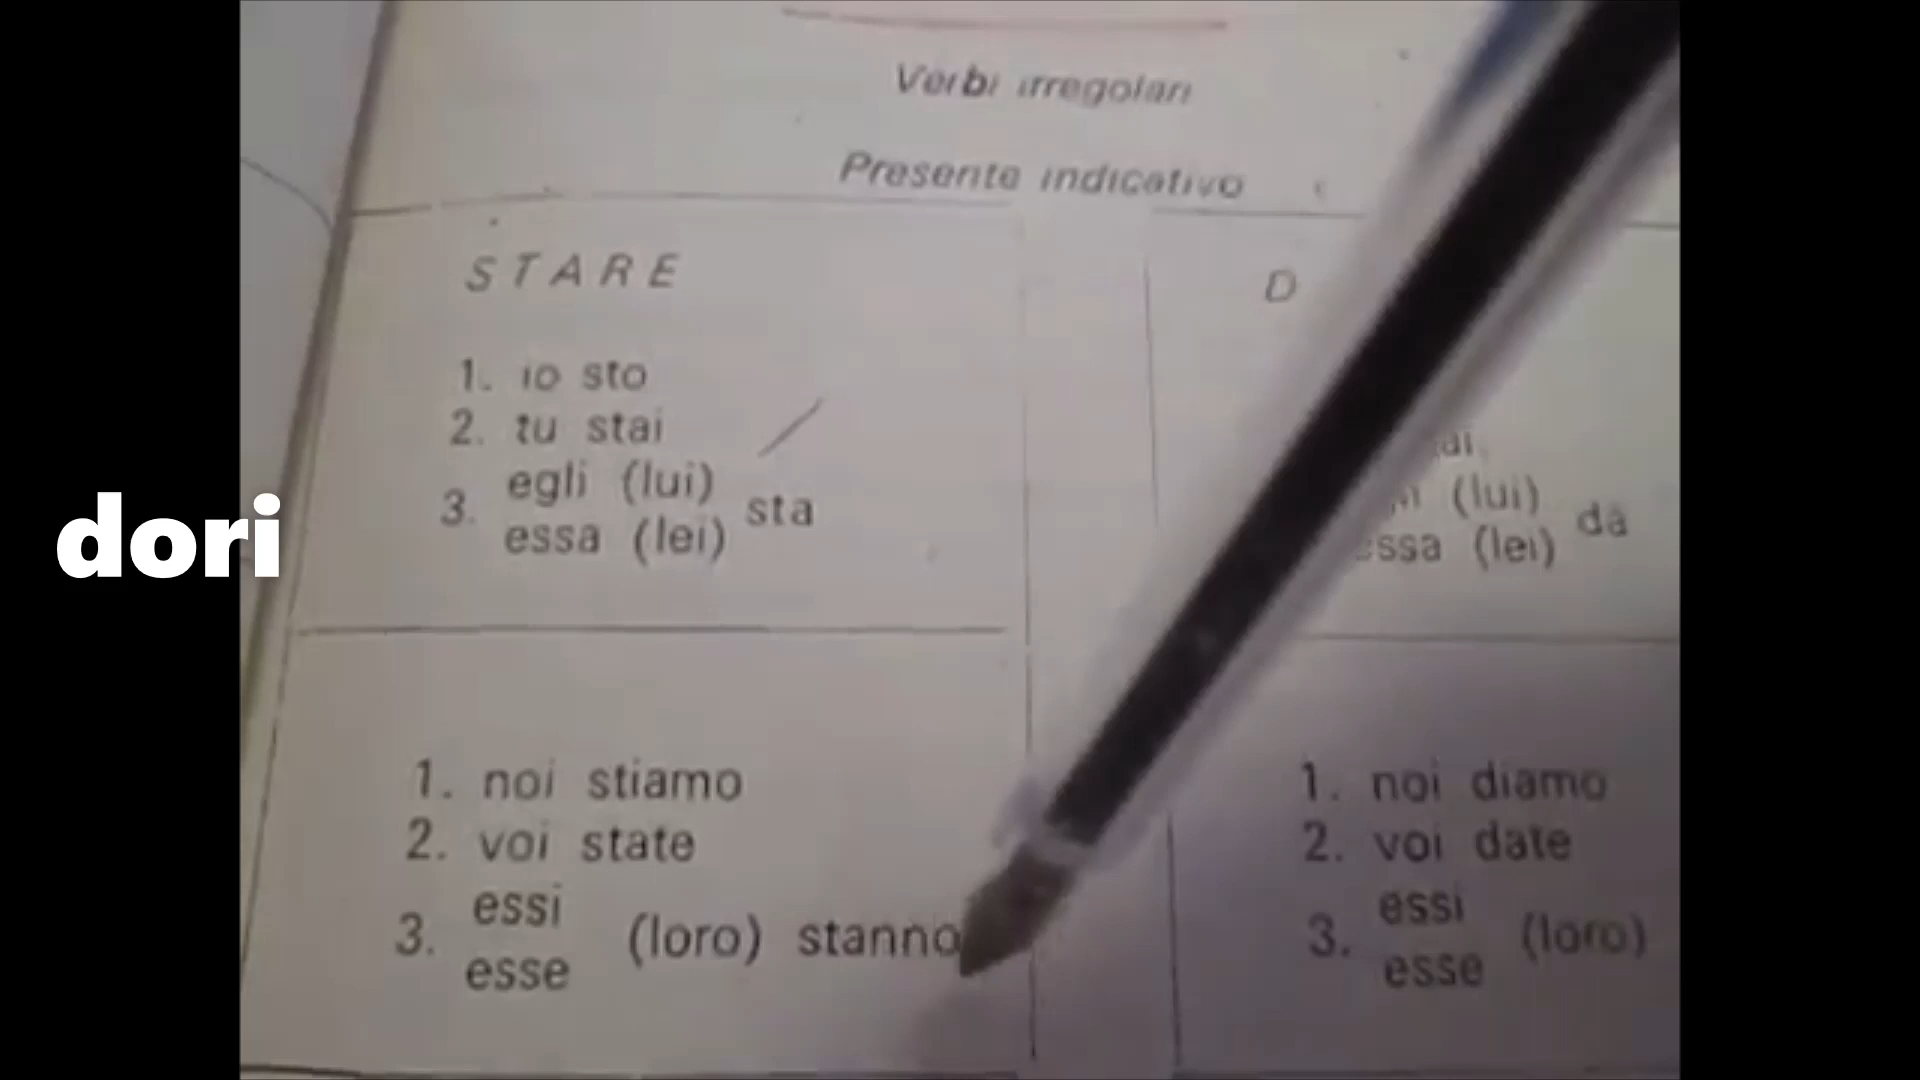 Verbi irregolari
Presente indicativo
STARE
1. io sto
2. tu stai
3. egli (lui) essa (lei) sta
1. noi stiamo
2. voi state
3. essi esse (loro) stanno
D
(lui)
essa (lei) dà
1. noi diamo
2. voi date
3. essi esse (loro)
dori